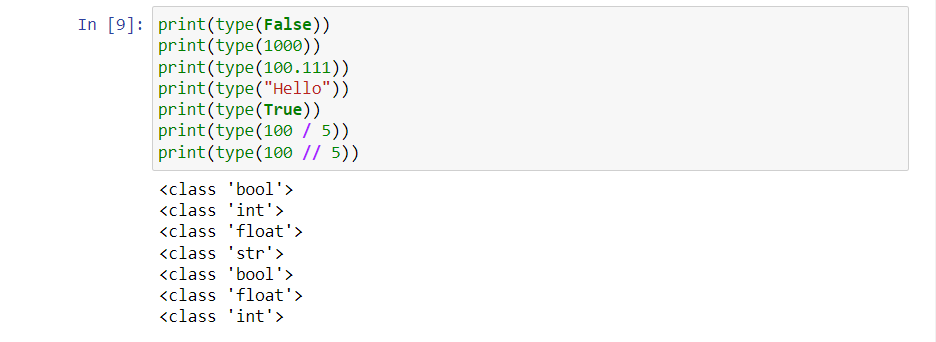 In [9]: print(type(False))
print(type(1000))
print(type(100.111))
print(type("Hello"))
print(type(True))
print(type(100 / 5))
print(type(100 // 5))
<class 'bool'>
<class 'int'>
<class 'float'>
<class 'str'>
<class 'bool'>
<class 'float'>
<class 'int'>